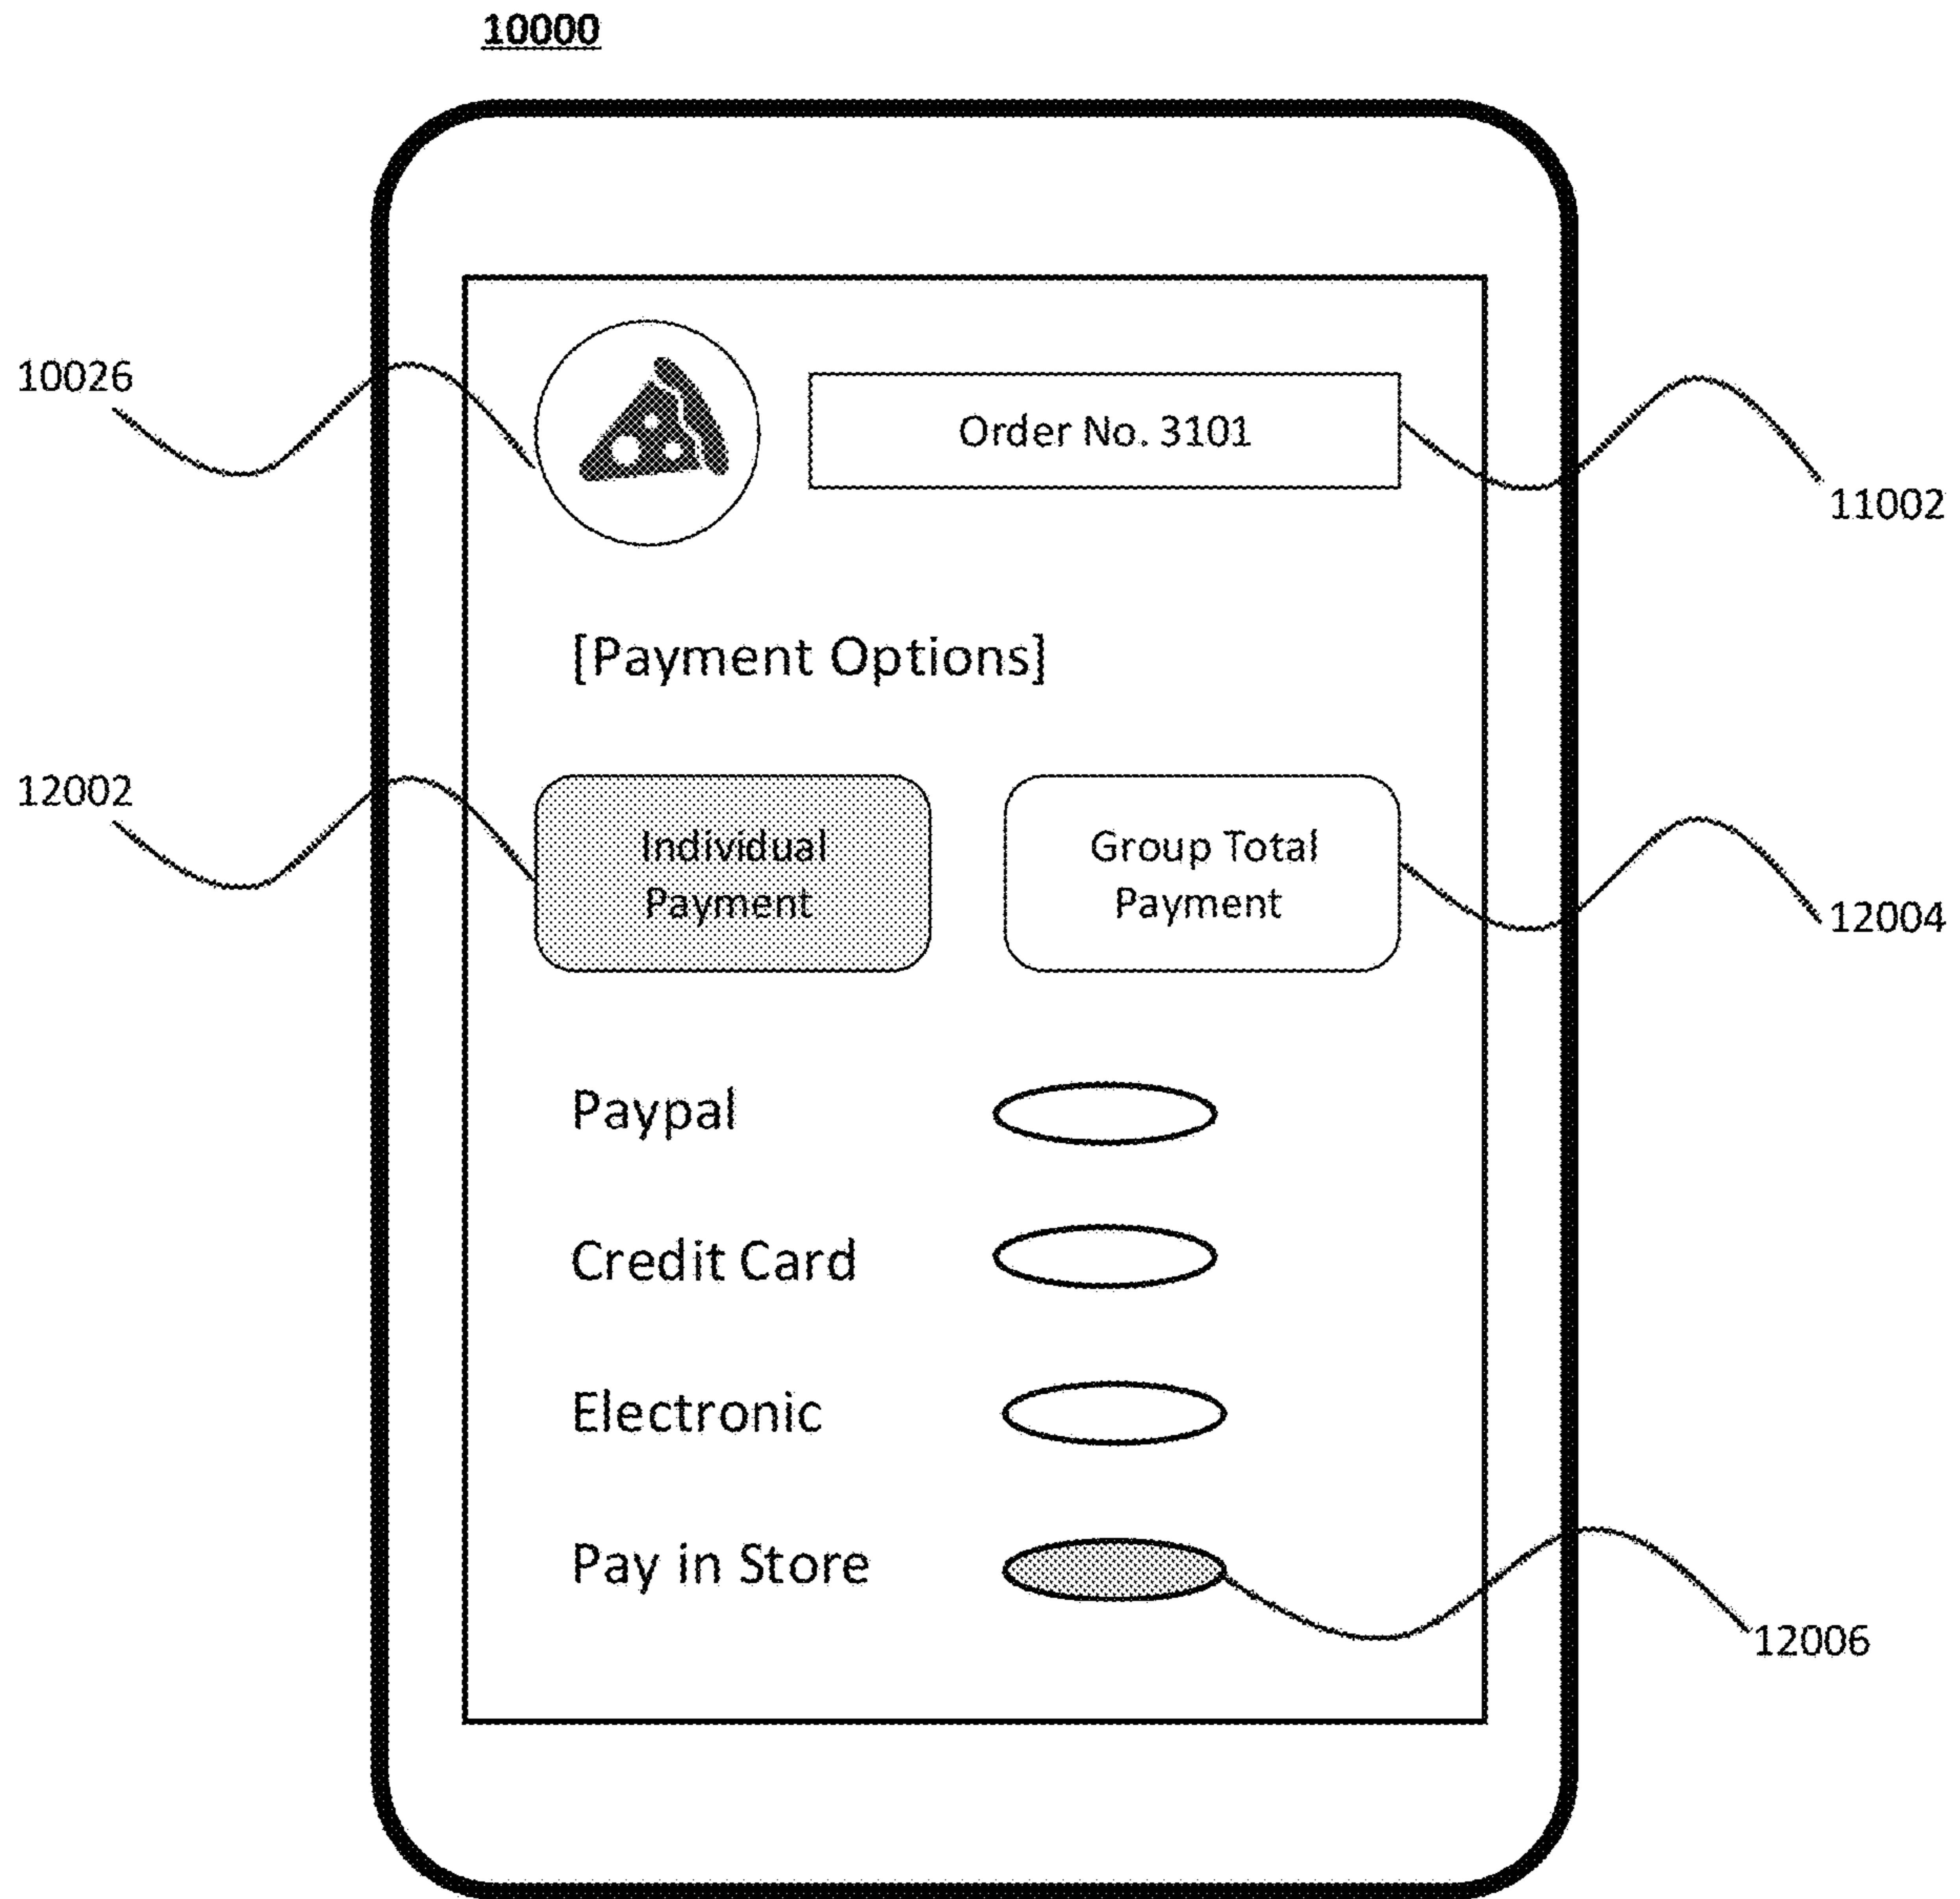 10000
10026
Order No. 3101
11002
[Payment Options]
12002
Individual
Payment
Group Total
Payment
12004
Paypal
Credit Card
Electronic
Pay in Store
12006